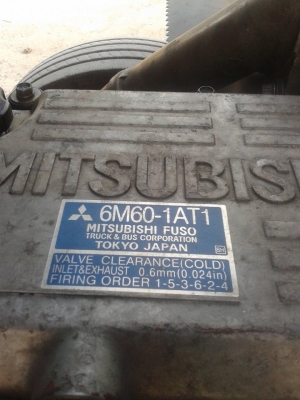 MITSUBISHI
6M60-1AT1
MITSUBISHI FUSO
TRUCK & BUS CORPORATION
TOKYO JAPAN
VALVE CLEARANCE(COLD)
INLET&EXHAUST 0.6mm(0.024in)
FIRING ORDER 1-5-3-6-2-4